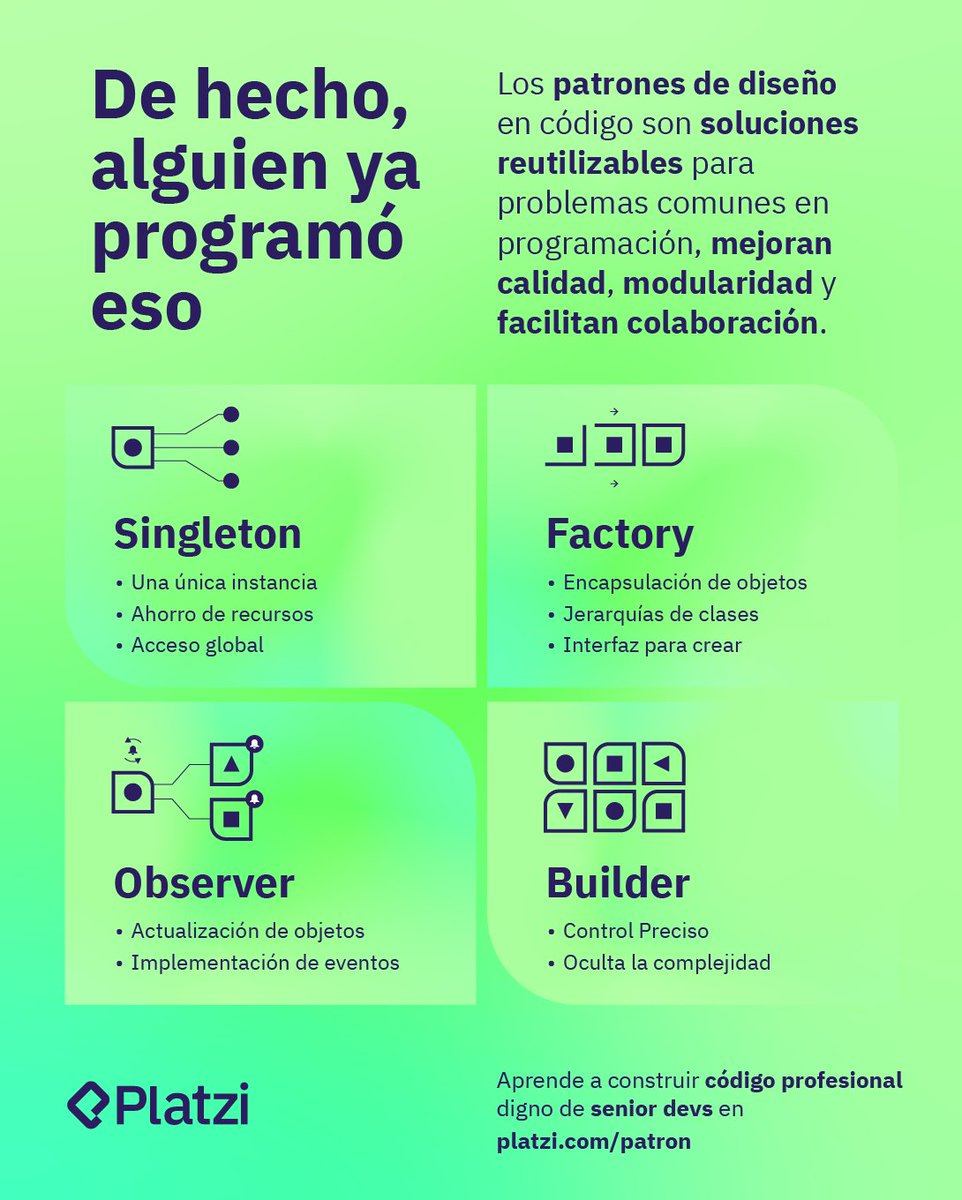 De hecho,
alguien ya
programó
eso
Los patrones de diseño
en código son soluciones
reutilizables para
problemas comunes en
programación, mejoran
calidad, modularidad y
facilitan colaboración.
Singleton
• Una única instancia
• Ahorro de recursos
• Acceso global
Factory
• Encapsulación de objetos
• Jerarquías de clases
• Interfaz para crear
Observer
• Actualización de objetos
• Implementación de eventos
Builder
• Control Preciso
• Oculta la complejidad
Platzi
Aprende a construir código profesional
digno de senior devs en
platzi.com/patron